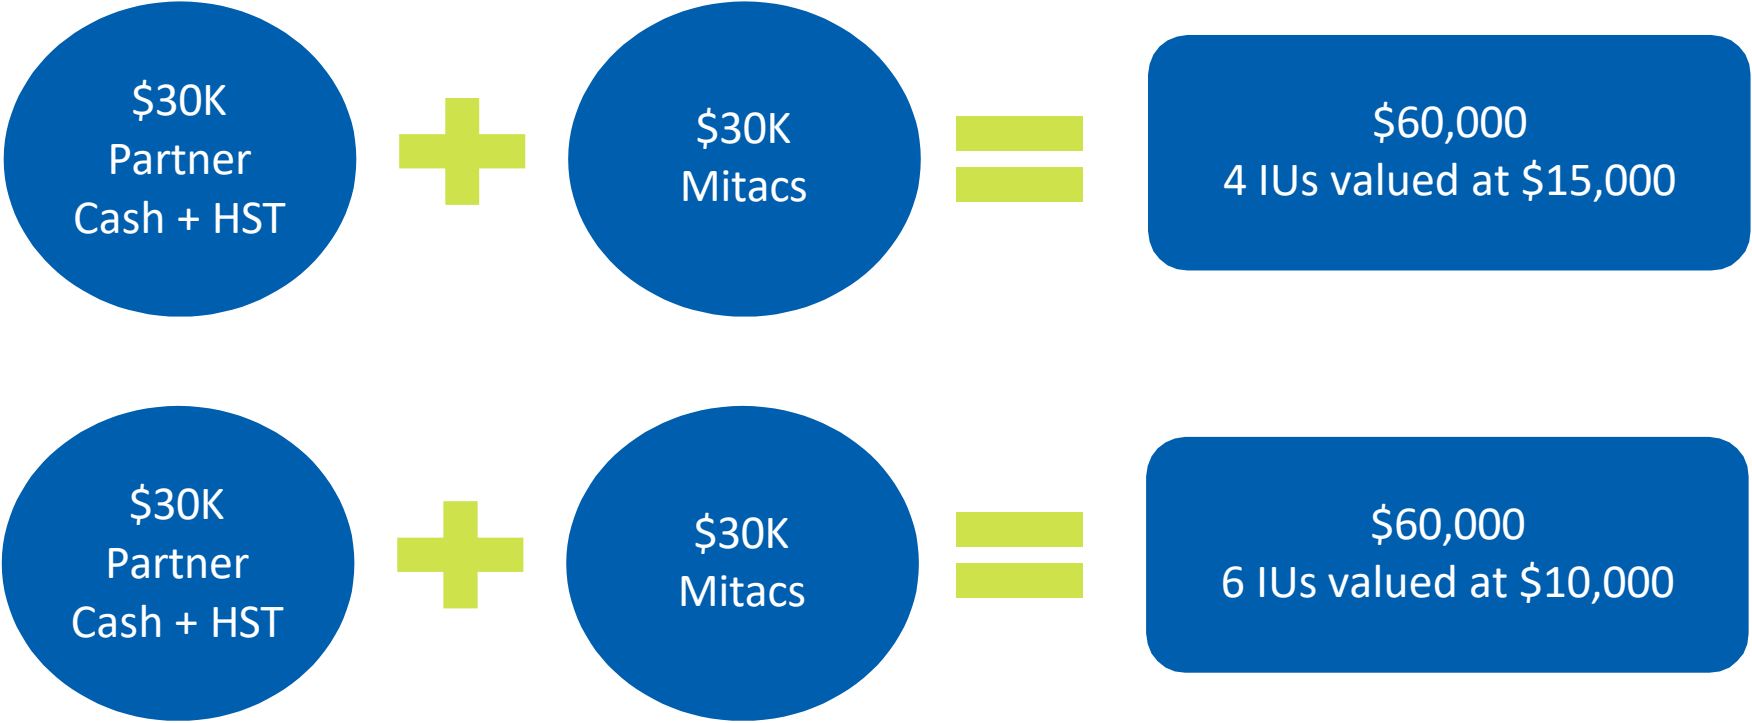 $30K
Partner
Cash + HST
$30K
Mitacs
$60,000
4 IUs valued at $15,000
$30K
Partner
Cash + HST
$30K
Mitacs
$60,000
6 IUs valued at $10,000